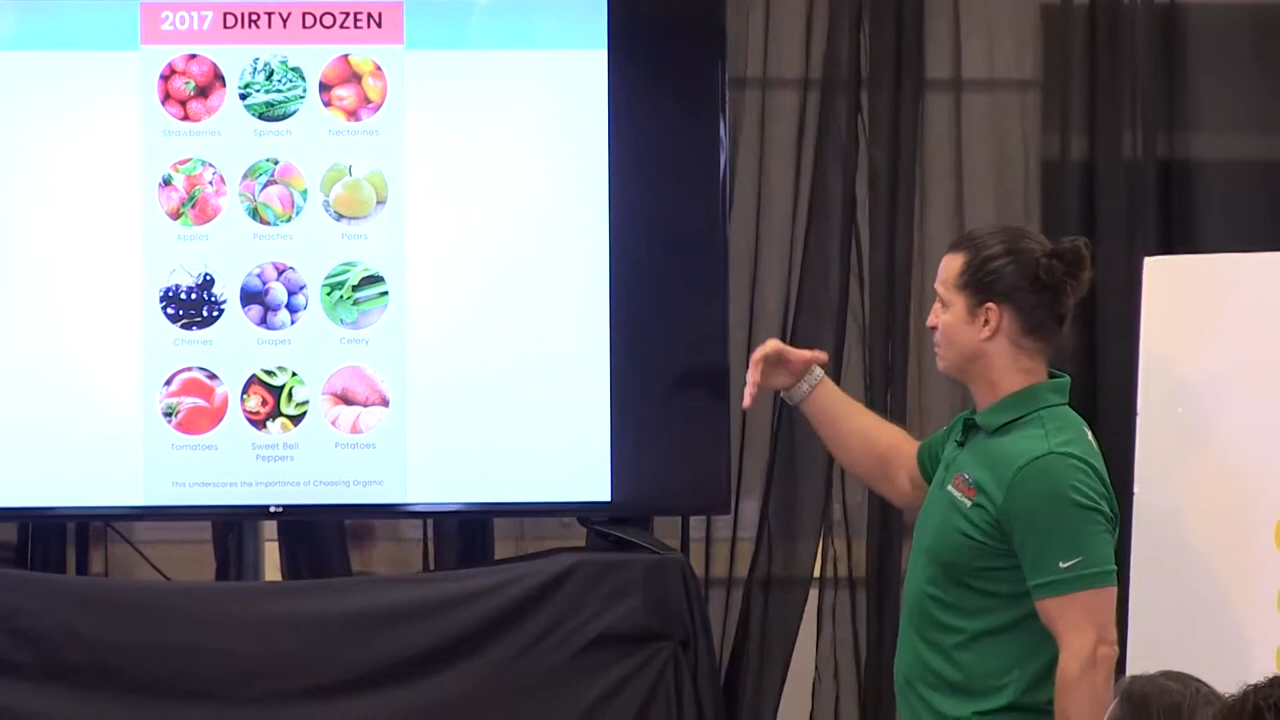 2017 DIRTY DOZEN
Strawberries Spinach Nectarines
Apples Peaches Pears
Cherries Grapes Celery
Tomatoes Sweet Bell Peppers Potatoes
This Underscores the Importance of Choosing Organic
LG